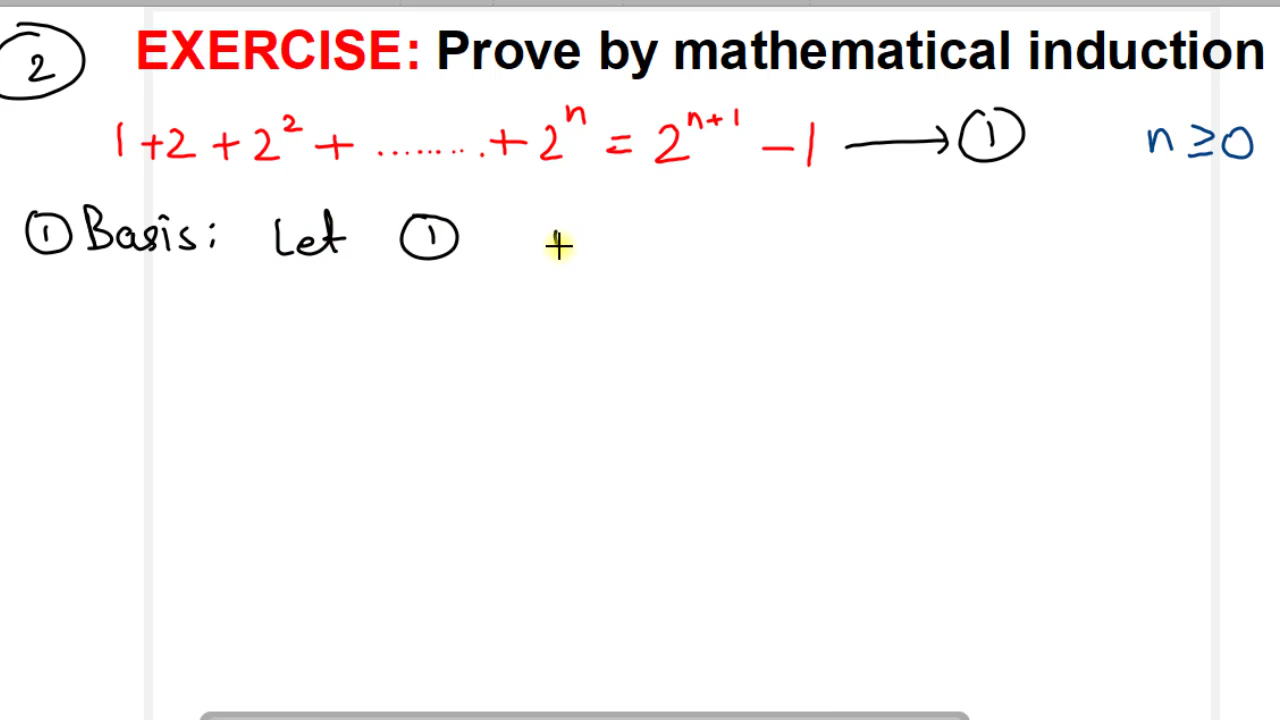 ② EXERCISE: Prove by mathematical induction
1 + 2 + 2² + ........ + 2ⁿ = 2ⁿ⁺¹ - 1 ⟶ ① n ≥ 0
① Basis: Let ①